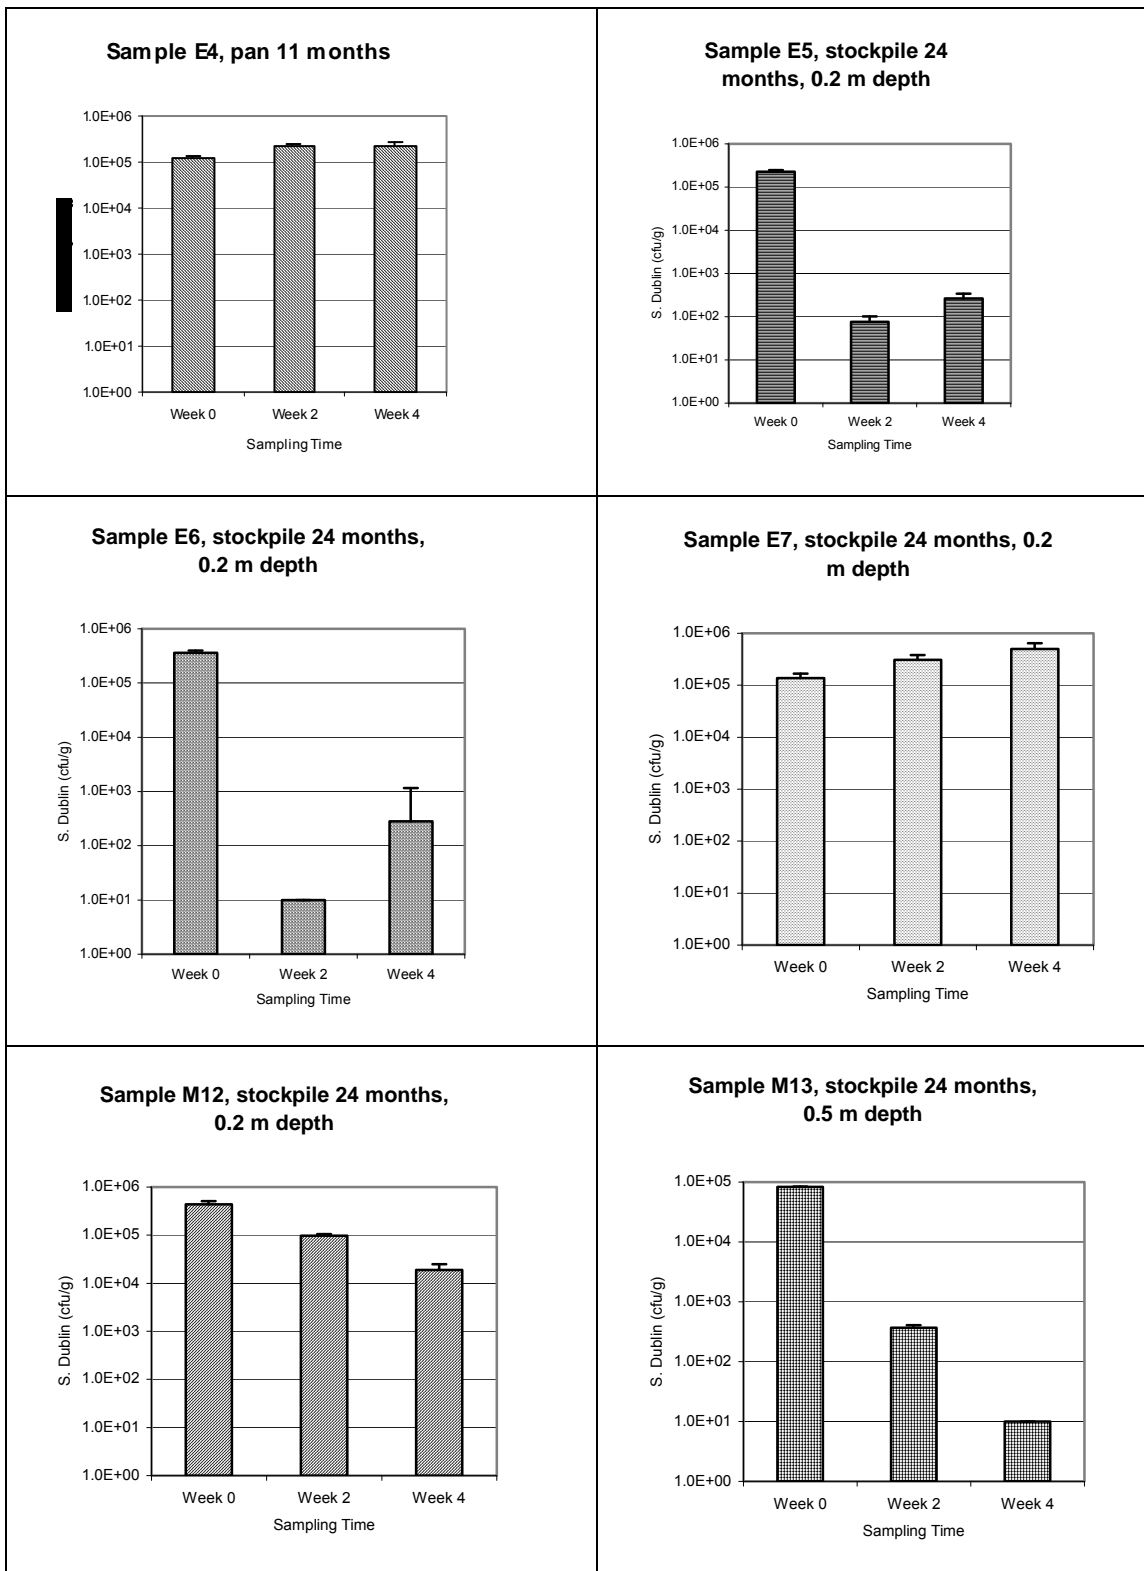 Sample E4, pan 11 months
1.0E+06
1.0E+05
1.0E+04
1.0E+03
1.0E+02
1.0E+01
1.0E+00
Week 0 Week 2 Week 4
Sampling Time
Sample E5, stockpile 24
months, 0.2 m depth
S. Dublin (cfu/g)
1.0E+06
1.0E+05
1.0E+04
1.0E+03
1.0E+02
1.0E+01
1.0E+00
Week 0 Week 2 Week 4
Sampling Time
Sample E6, stockpile 24 months,
0.2 m depth
S. Dublin (cfu/g)
1.0E+06
1.0E+05
1.0E+04
1.0E+03
1.0E+02
1.0E+01
1.0E+00
Week 0 Week 2 Week 4
Sampling Time
Sample E7, stockpile 24 months, 0.2
m depth
S. Dublin (cfu/g)
1.0E+06
1.0E+05
1.0E+04
1.0E+03
1.0E+02
1.0E+01
1.0E+00
Week 0 Week 2 Week 4
Sampling Time
Sample M12, stockpile 24 months,
0.2 m depth
S. Dublin (cfu/g)
1.0E+06
1.0E+05
1.0E+04
1.0E+03
1.0E+02
1.0E+01
1.0E+00
Week 0 Week 2 Week 4
Sampling Time
Sample M13, stockpile 24 months,
0.5 m depth
S. Dublin (cfu/g)
1.0E+05
1.0E+04
1.0E+03
1.0E+02
1.0E+01
1.0E+00
Week 0 Week 2 Week 4
Sampling Time